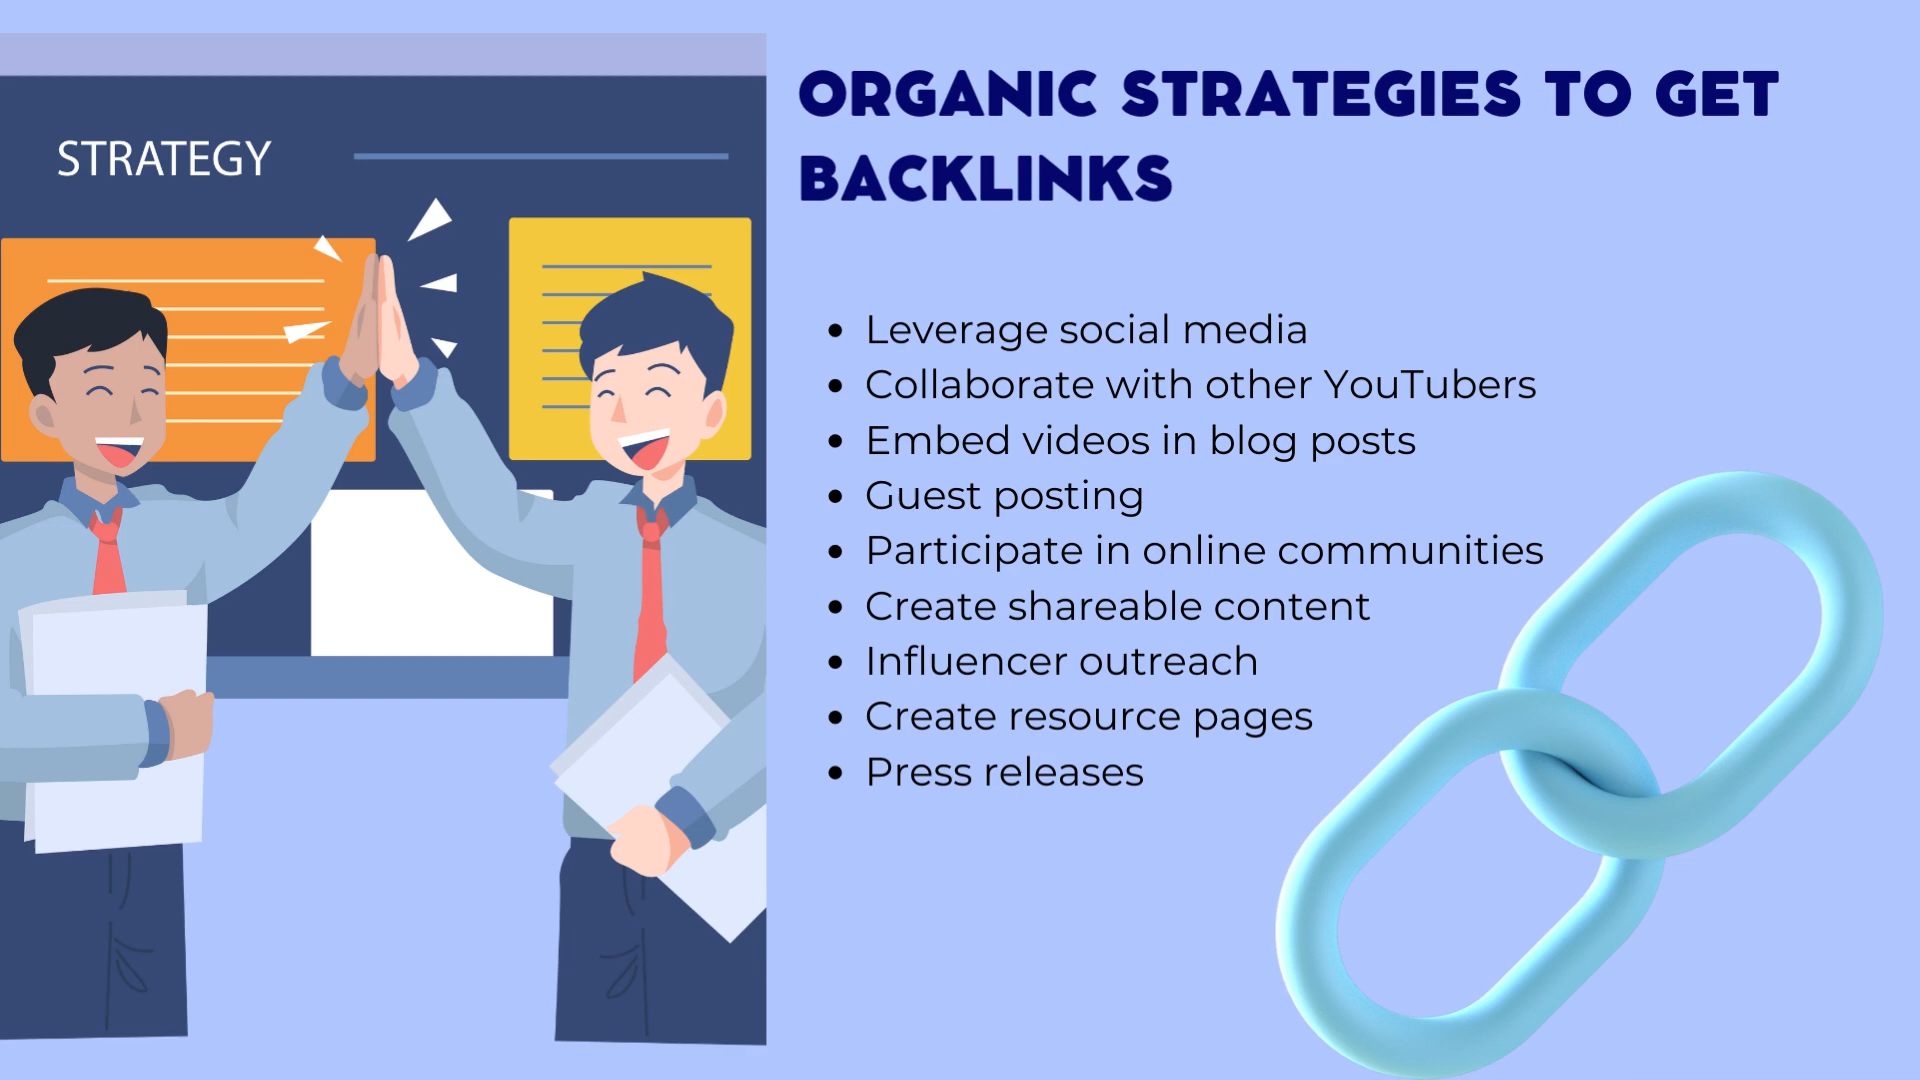 STRATEGY
ORGANIC STRATEGIES TO GET
BACKLINKS
• Leverage social media
• Collaborate with other YouTubers
• Embed videos in blog posts
• Guest posting
• Participate in online communities
• Create shareable content
• Influencer outreach
• Create resource pages
• Press releases